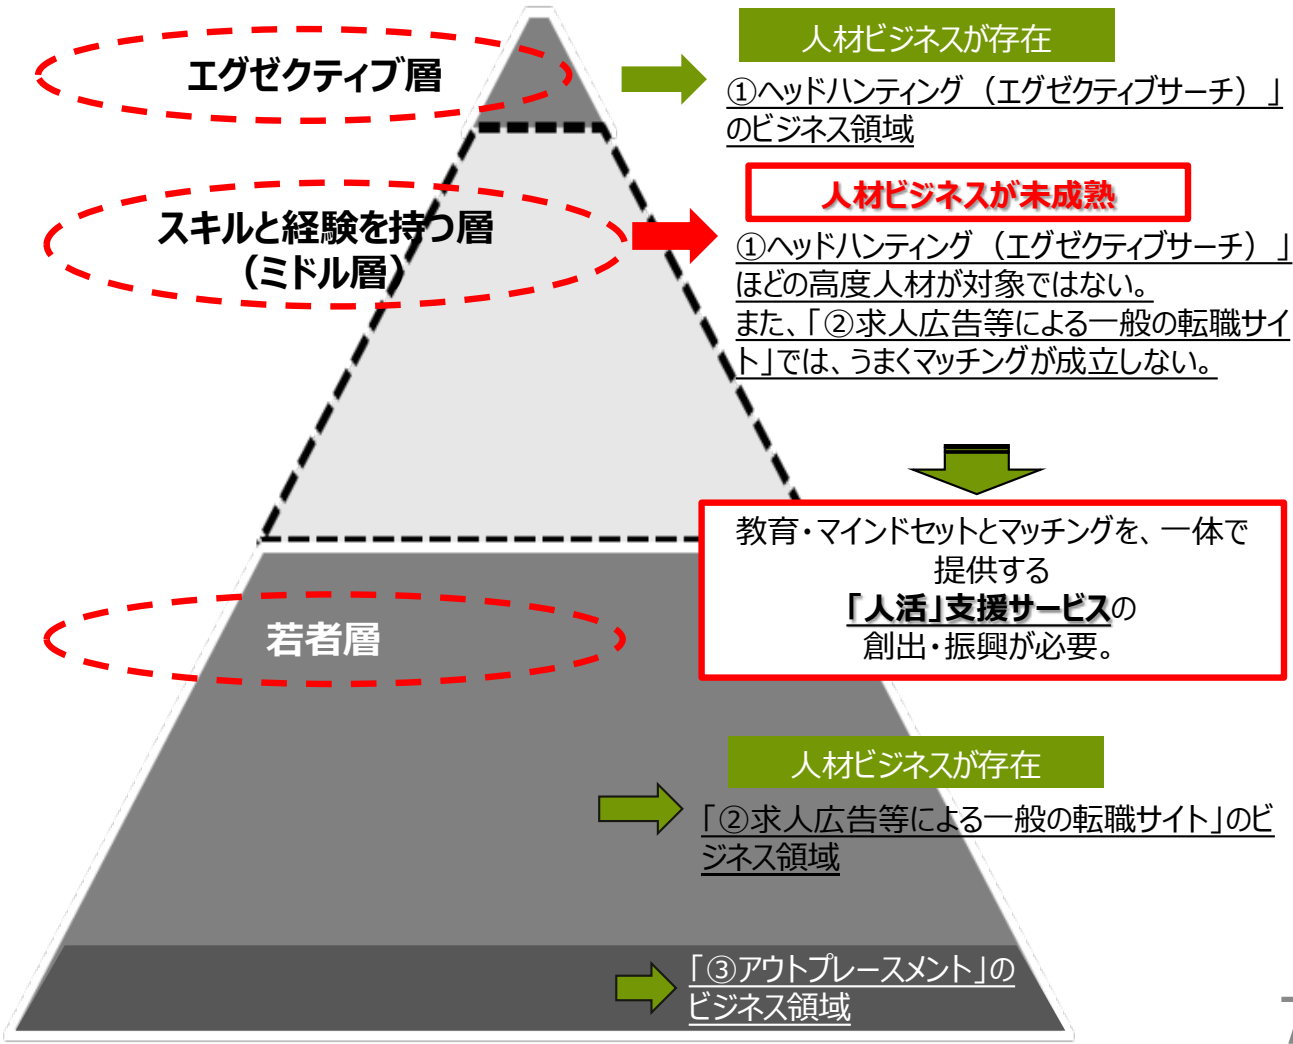 エグゼクティブ層
人材ビジネスが存在
①ヘッドハンティング（エグゼクティブサーチ）」
のビジネス領域
スキルと経験を持つ層
（ミドル層）
人材ビジネスが未成熟
①ヘッドハンティング（エグゼクティブサーチ）」
ほどの高度人材が対象ではない。
また、「②求人広告等による一般の転職サイ
ト」では、うまくマッチングが成立しない。
教育・マインドセットとマッチングを、一体で
提供する
「人活」支援サービスの
創出・振興が必要。
若者層
人材ビジネスが存在
「②求人広告等による一般の転職サイト」のビ
ジネス領域
「③アウトプレースメント」の
ビジネス領域